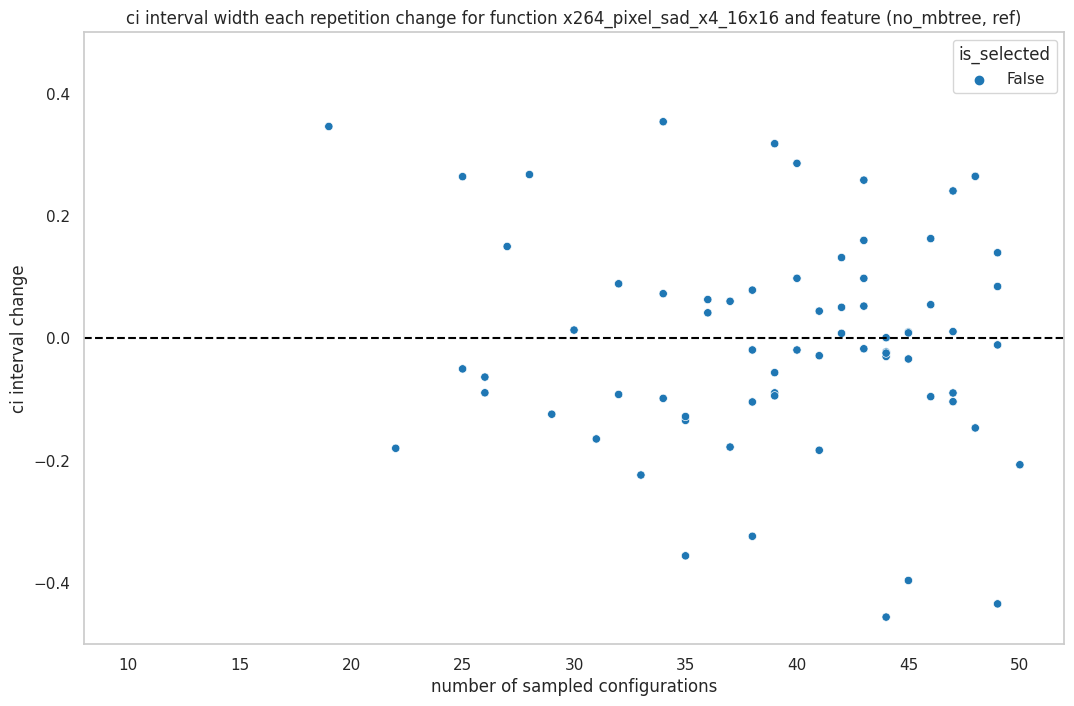 ci interval width each repetition change for function x264_pixel_sad_x4_16x16 and feature (no_mbtree, ref)
is_selected
False
ci interval change
0.4
0.2
0.0
−0.2
−0.4
10 15 20 25 30 35 40 45 50
number of sampled configurations